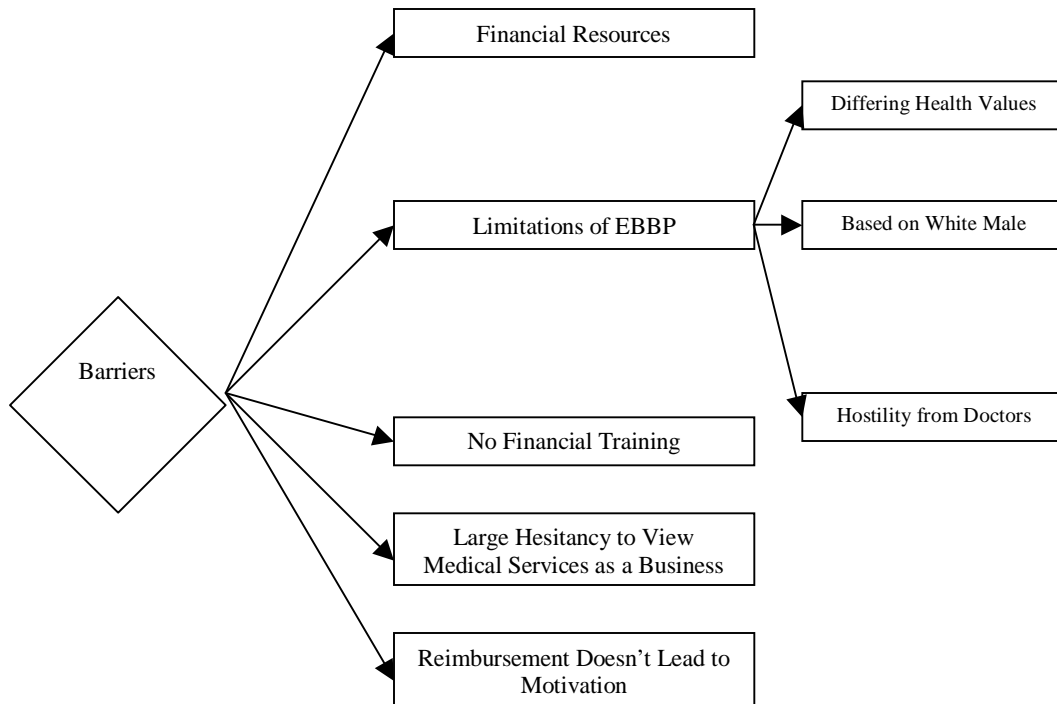 Financial Resources
Differing Health Values
Limitations of EBBP
Based on White Male
Barriers
Hostility from Doctors
No Financial Training
Large Hesitancy to View
Medical Services as a Business
Reimbursement Doesn’t Lead to
Motivation